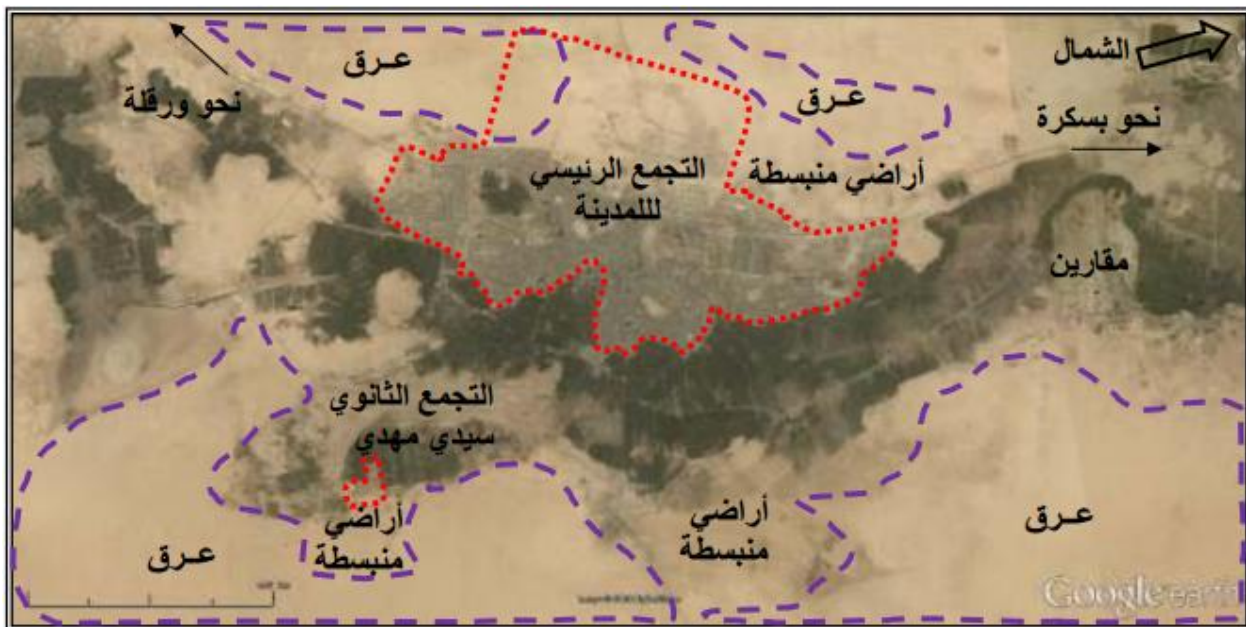 عـرق
الشمال
نحو ورقلة
عـرق
نحو بسكرة
التجمع الرئيسي
لللمدينة
أراضي منبسطة
مقارين
التجمع الثانوي
سيدي مهدي
أراضي
منبسطة
عـرق
أراضي
منبسطة
عـرق
Google earth